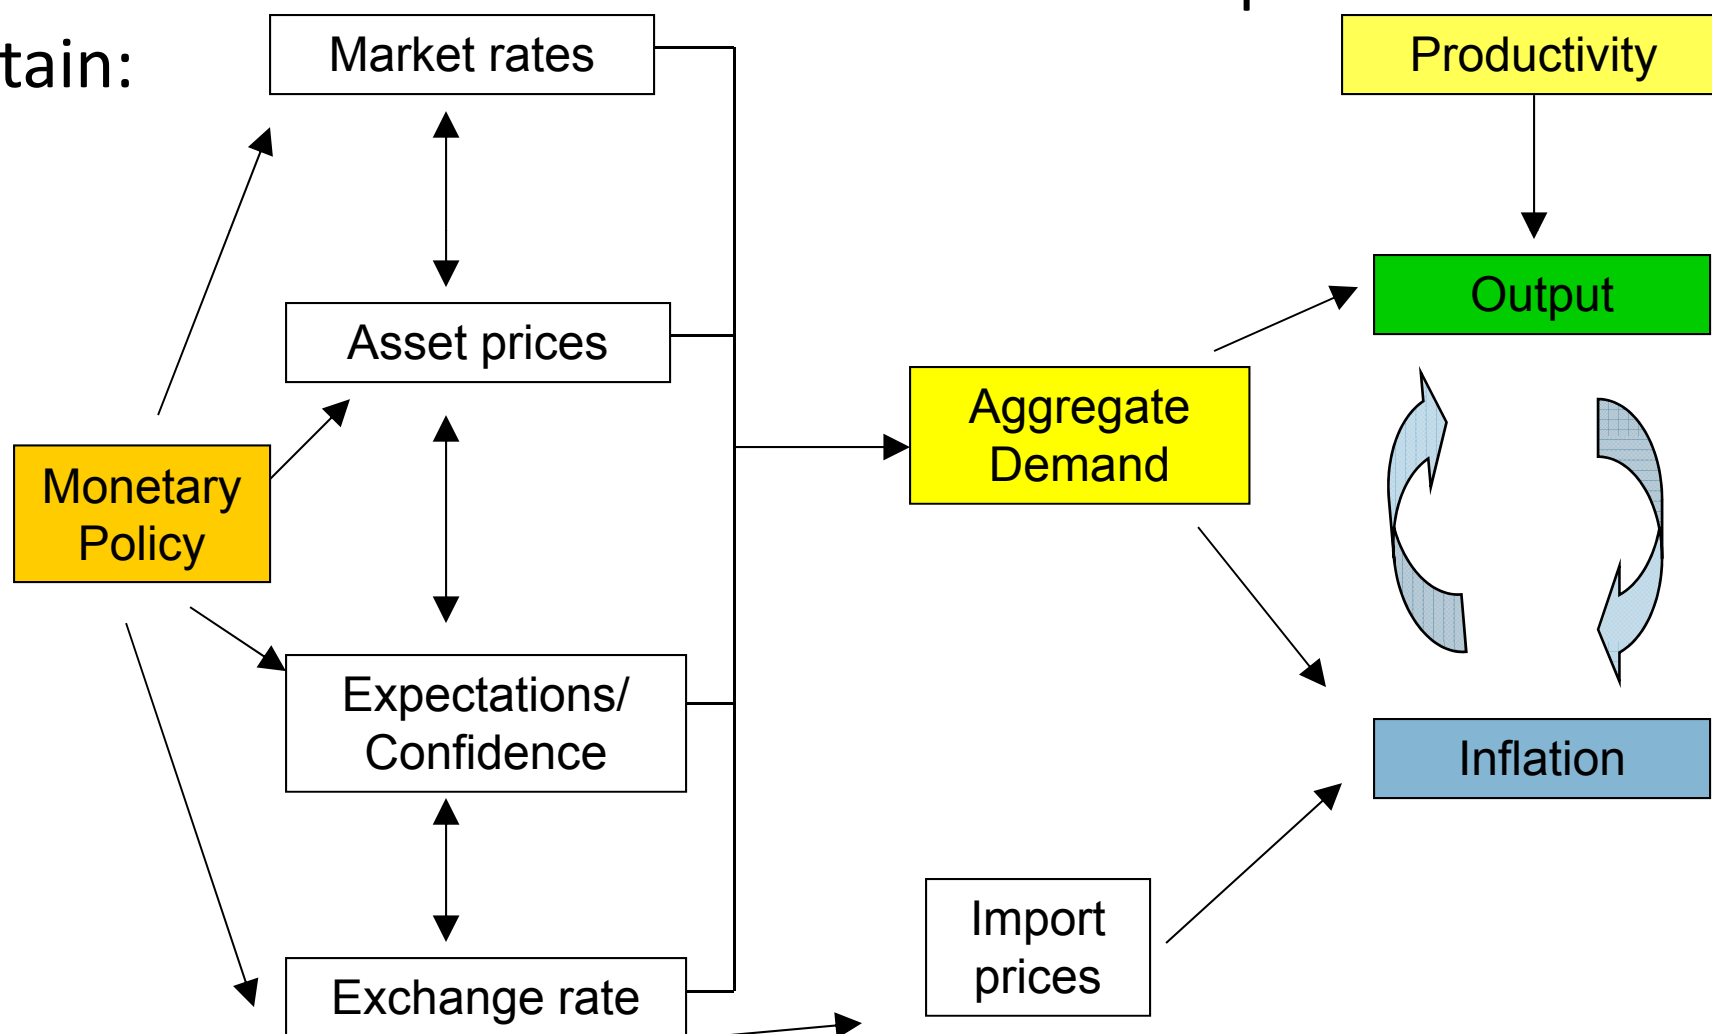 tain:
Market rates
Productivity
Asset prices
Output
Aggregate
Demand
Monetary
Policy
Expectations/
Confidence
Inflation
Import
prices
Exchange rate